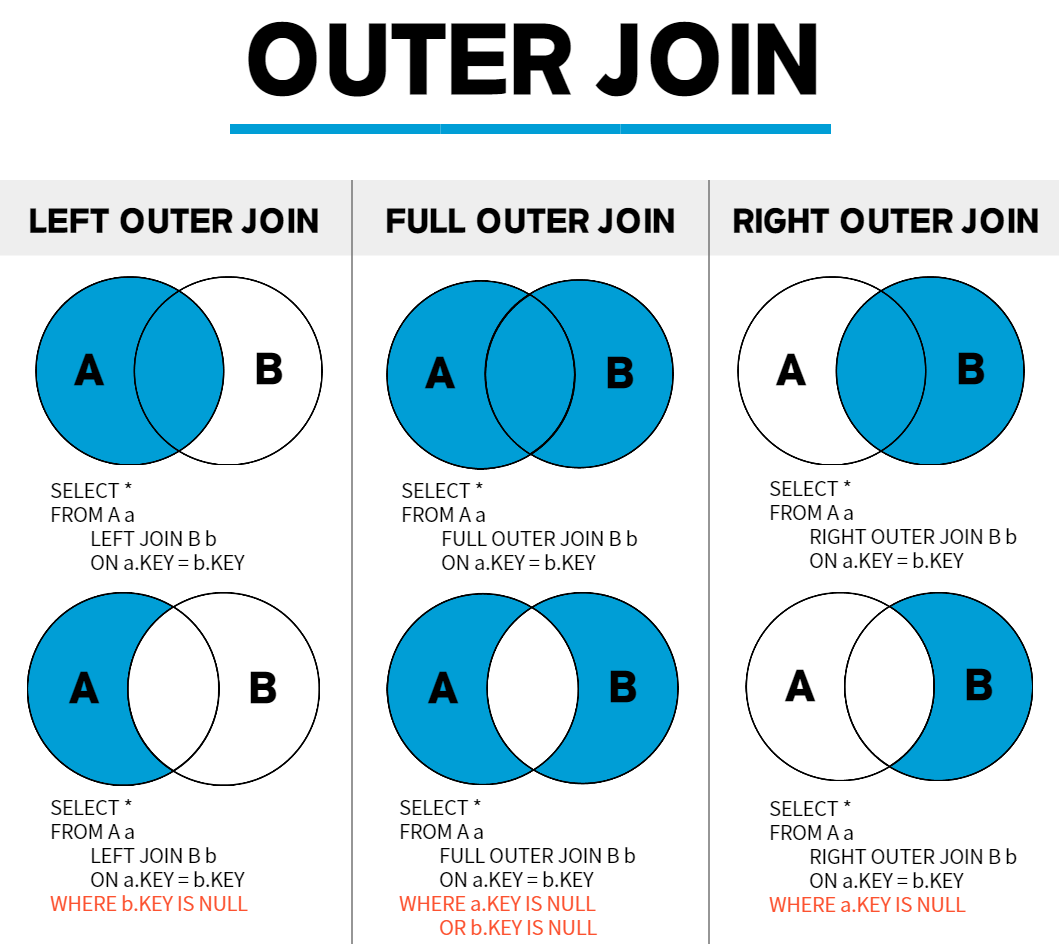 OUTER JOIN
LEFT OUTER JOIN
A
B
SELECT *
FROM A a
LEFT JOIN B b
ON a.KEY = b.KEY
A
B
SELECT *
FROM A a
LEFT JOIN B b
ON a.KEY = b.KEY
WHERE b.KEY IS NULL
FULL OUTER JOIN
A
B
SELECT *
FROM A a
FULL OUTER JOIN B b
ON a.KEY = b.KEY
A
B
SELECT *
FROM A a
FULL OUTER JOIN B b
ON a.KEY = b.KEY
WHERE a.KEY IS NULL
OR b.KEY IS NULL
RIGHT OUTER JOIN
A
B
SELECT *
FROM A a
RIGHT OUTER JOIN B b
ON a.KEY = b.KEY
A
B
SELECT *
FROM A a
RIGHT OUTER JOIN B b
ON a.KEY = b.KEY
WHERE a.KEY IS NULL